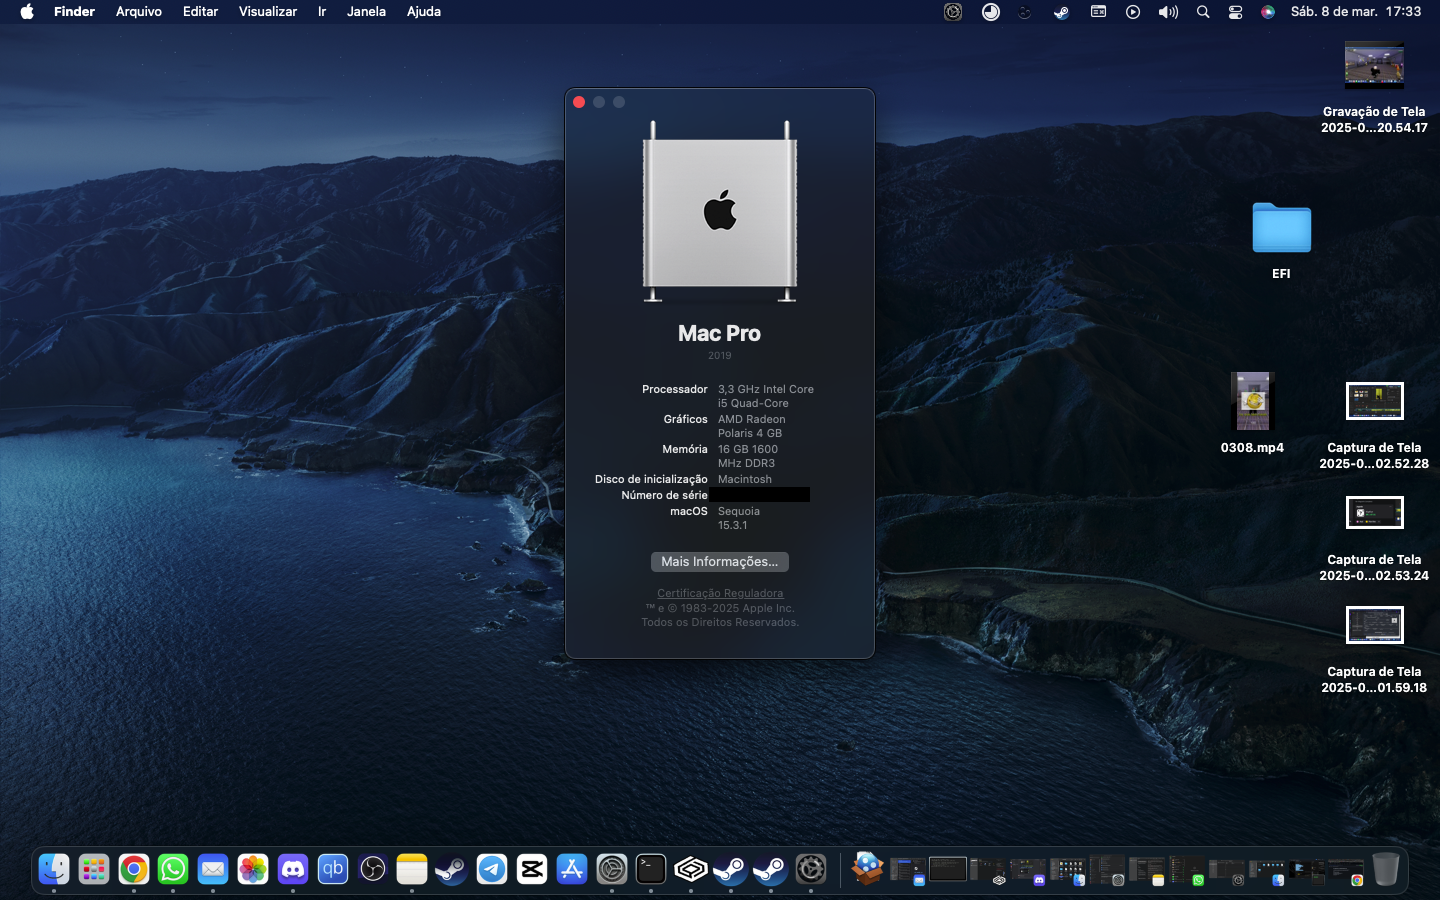 Finder Arquivo Editar Visualizar Ir Janela Ajuda Sáb. 8 de mar. 17:33
Gravação de Tela
2025-0...20.54.17
EFI
0308.mp4
Captura de Tela
2025-0...02.52.28
Captura de Tela
2025-0...02.53.24
Captura de Tela
2025-0...01.59.18
Mac Pro
2019
Processador 3,3 GHz Intel Core
i5 Quad-Core
Gráficos AMD Radeon
Polaris 4 GB
Memória 16 GB 1600
MHz DDR3
Disco de inicialização Macintosh
Número de série
macOS Sequoia
15.3.1
Mais Informações...
Certificação Reguladora
™ e © 1983-2025 Apple Inc.
Todos os Direitos Reservados.
qb